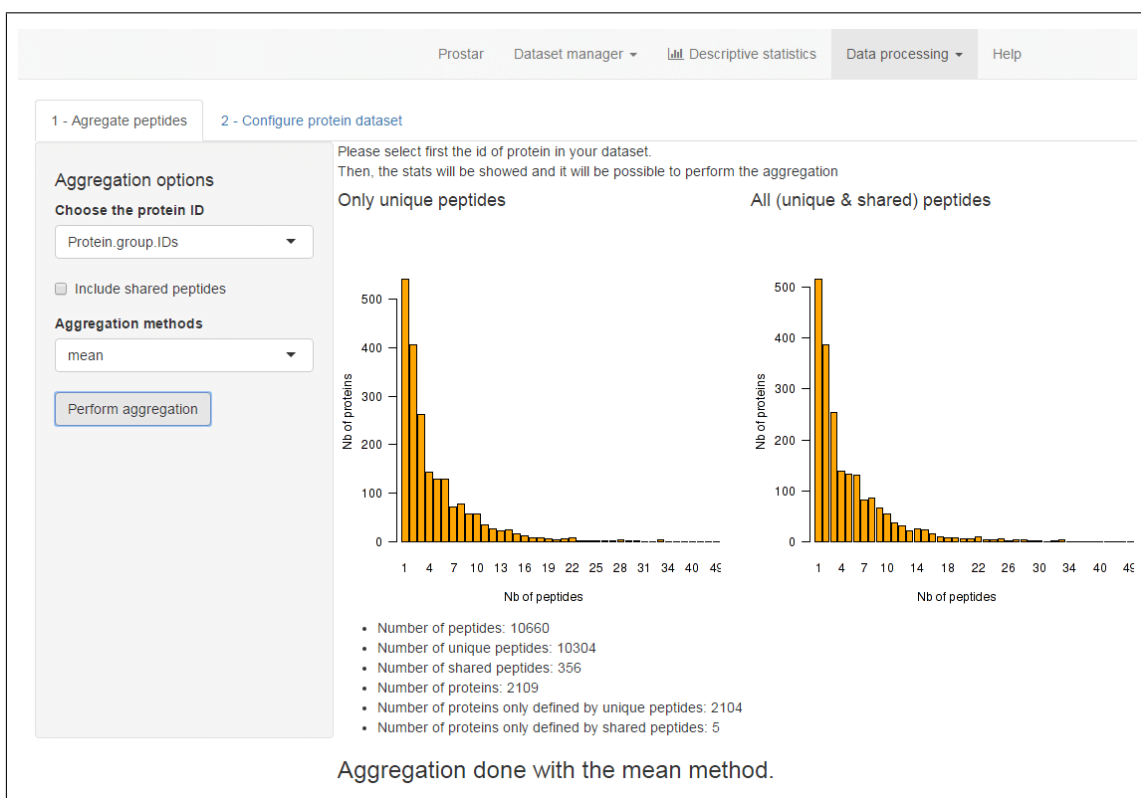 Prostar Dataset manager Descriptive statistics Data processing Help
1 - Agregate peptides 2 - Configure protein dataset
Aggregation options
Choose the protein ID
Protein.group.IDs
Include shared peptides
Aggregation methods
mean
Perform aggregation
Please select first the id of protein in your dataset.
Then, the stats will be showed and it will be possible to perform the aggregation
Only unique peptides
Nb of proteins
500
400
300
200
100
0
1 4 7 10 13 16 19 22 25 28 31 34 40 49
Nb of peptides
All (unique & shared) peptides
Nb of proteins
500
400
300
200
100
0
1 4 7 10 14 18 22 26 30 34 40 49
Nb of peptides
• Number of peptides: 10660
• Number of unique peptides: 10304
• Number of shared peptides: 356
• Number of proteins: 2109
• Number of proteins only defined by unique peptides: 2104
• Number of proteins only defined by shared peptides: 5
Aggregation done with the mean method.